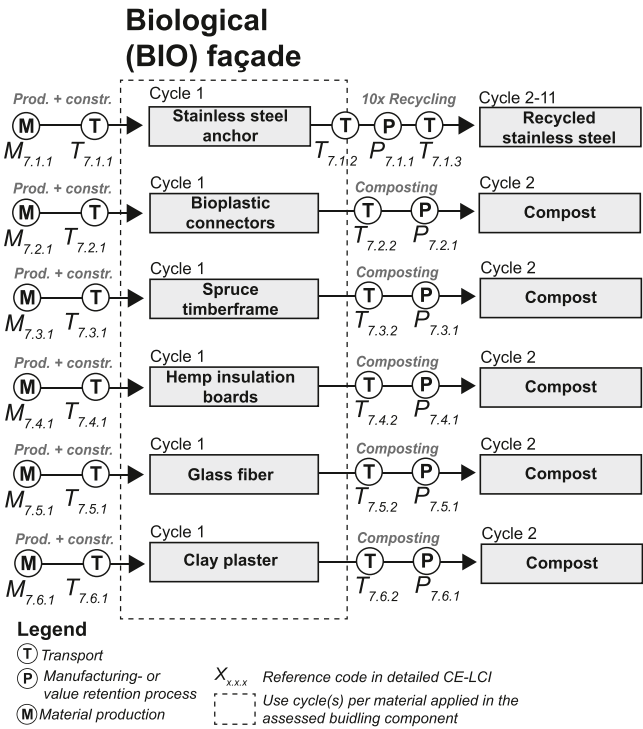 Biological
(BIO) façade
Prod. + constr.
Cycle 1
10x Recycling
Cycle 2-11
M
T
Stainless steel
anchor
T
P
T
Recycled
stainless steel
M7.1.1
T7.1.1
T7.1.2
P7.1.1
T7.1.3
Prod. + constr.
Cycle 1
Composting
Cycle 2
M
T
Bioplastic
connectors
T
P
Compost
M7.2.1
T7.2.1
T7.2.2
P7.2.1
Prod. + constr.
Cycle 1
Composting
Cycle 2
M
T
Spruce
timberframe
T
P
Compost
M7.3.1
T7.3.1
T7.3.2
P7.3.1
Prod. + constr.
Cycle 1
Composting
Cycle 2
M
T
Hemp insulation
boards
T
P
Compost
M7.4.1
T7.4.1
T7.4.2
P7.4.1
Prod. + constr.
Cycle 1
Composting
Cycle 2
M
T
Glass fiber
T
P
Compost
M7.5.1
T7.5.1
T7.5.2
P7.5.1
Prod. + constr.
Cycle 1
Composting
Cycle 2
M
T
Clay plaster
T
P
Compost
M7.6.1
T7.6.1
T7.6.2
P7.6.1
Legend
T Transport
P Manufacturing- or
value retention process
M Material production
Xx.x.x Reference code in detailed CE-LCI
Use cycle(s) per material applied in the
assessed buidling component